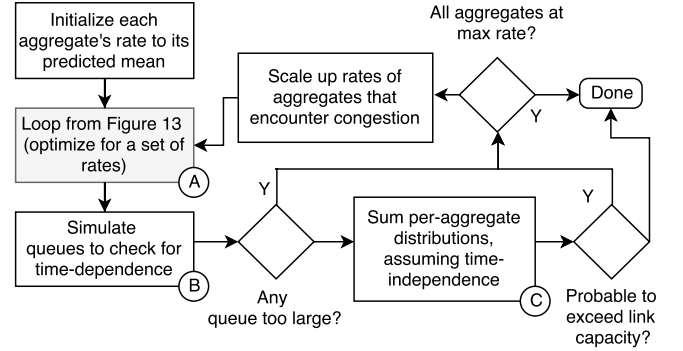 Initialize each
aggregate's rate to its
predicted mean
All aggregates at
max rate?
Scale up rates of
aggregates that
encounter congestion
Y
Done
Loop from Figure 13
(optimize for a set of
rates)
A
Simulate
queues to check for
time-dependence
B
Y
Any
queue too large?
Sum per-aggregate
distributions,
assuming time-
independence
C
Y
Probable to
exceed link
capacity?